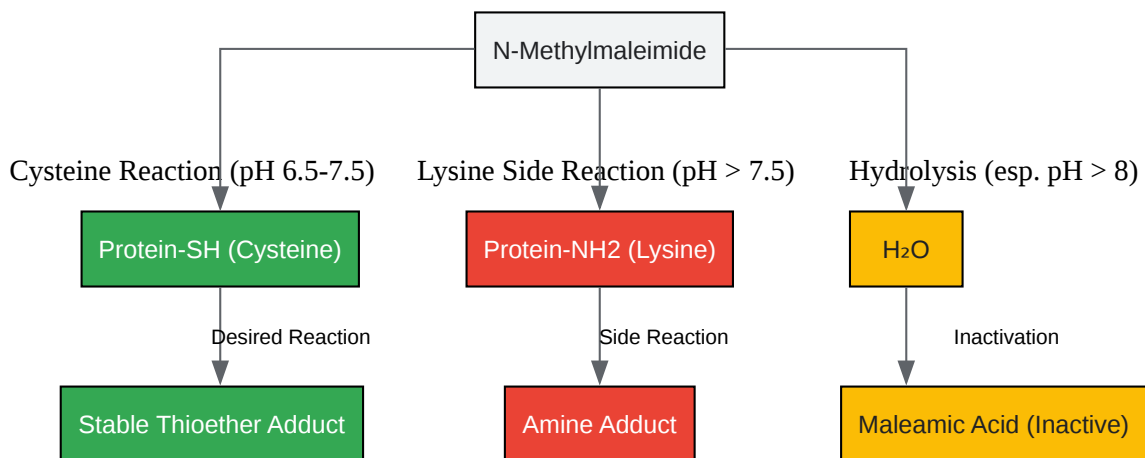 N-Methylmaleimide
Cysteine Reaction (pH 6.5-7.5)
Lysine Side Reaction (pH > 7.5)
Hydrolysis (esp. pH > 8)
Protein-SH (Cysteine)
Protein-NH2 (Lysine)
H₂O
Desired Reaction
Side Reaction
Inactivation
Stable Thioether Adduct
Amine Adduct
Maleamic Acid (Inactive)